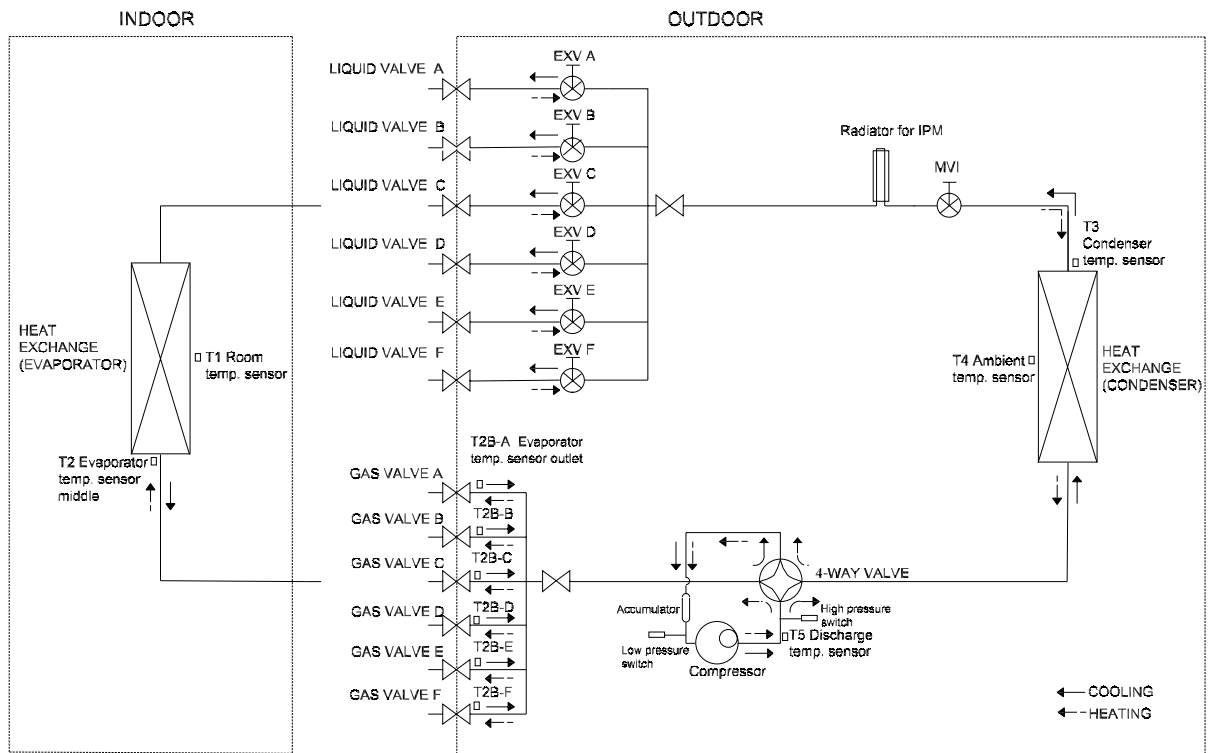 INDOOR
OUTDOOR
LIQUID VALVE A
EXV A
LIQUID VALVE B
EXV B
LIQUID VALVE C
EXV C
LIQUID VALVE D
EXV D
LIQUID VALVE E
EXV E
LIQUID VALVE F
EXV F
Radiator for IPM
MVI
T3
Condenser
temp. sensor
HEAT
EXCHANGE
(EVAPORATOR)
T1 Room
temp. sensor
T4 Ambient
temp. sensor
HEAT
EXCHANGE
(CONDENSER)
T2 Evaporator
temp. sensor
middle
T2B-A Evaporator
temp. sensor outlet
GAS VALVE A
GAS VALVE B
T2B-B
GAS VALVE C
T2B-C
GAS VALVE D
T2B-D
GAS VALVE E
T2B-E
GAS VALVE F
T2B-F
4-WAY VALVE
Accumulator
Low pressure
switch
Compressor
High pressure
switch
T5 Discharge
temp. sensor
COOLING
HEATING